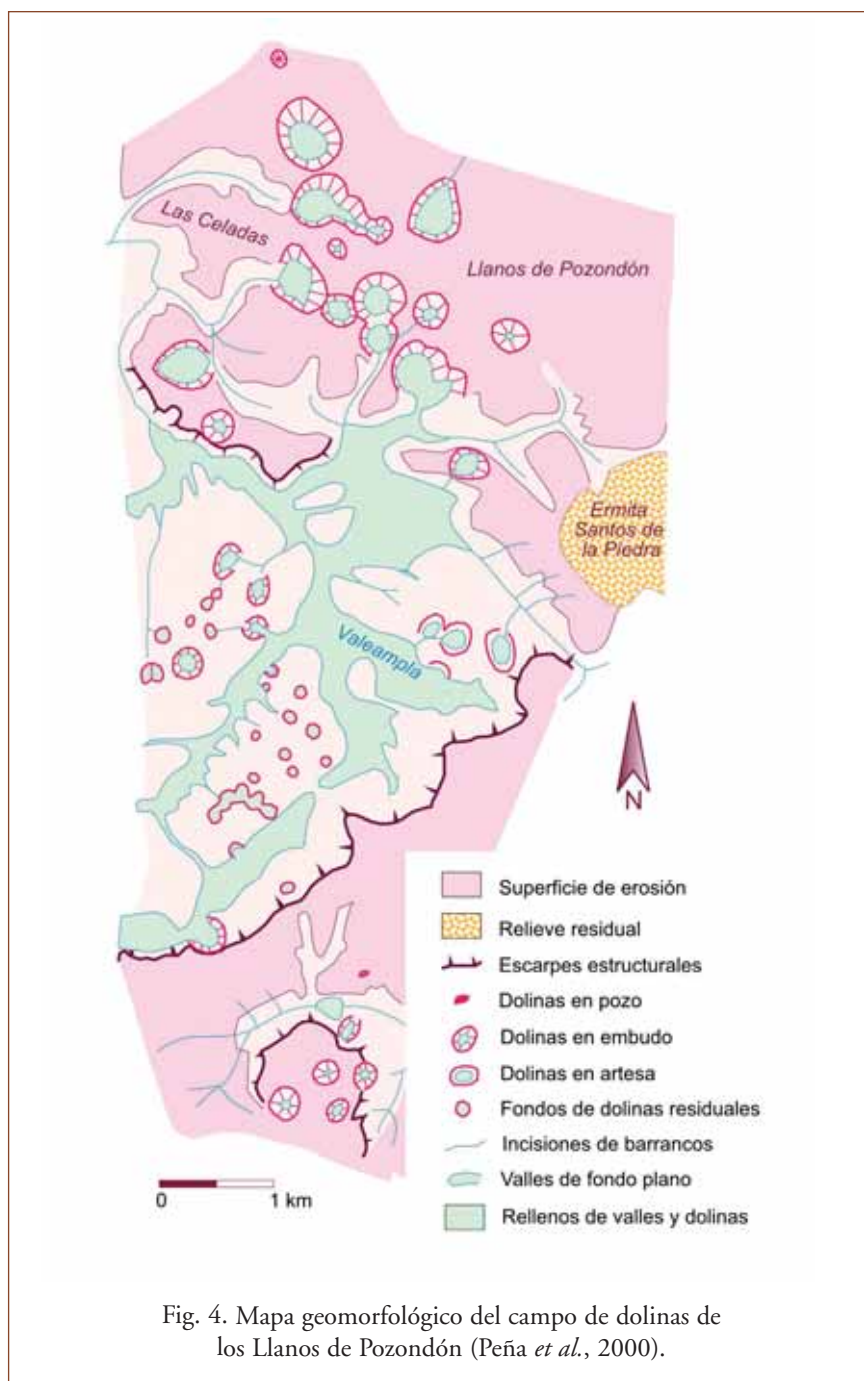 Las Celadas
Llanos de Pozondón
Ermita
Santos de
la Piedra
Valeampla
N
Superficie de erosión
Relieve residual
Escarpes estructurales
Dolinas en pozo
Dolinas en embudo
Dolinas en artesa
Fondos de dolinas residuales
Incisiones de barrancos
Valles de fondo plano
Rellenos de valles y dolinas
0 1 km
Fig. 4. Mapa geomorfológico del campo de dolinas de
los Llanos de Pozondón (Peña et al., 2000).